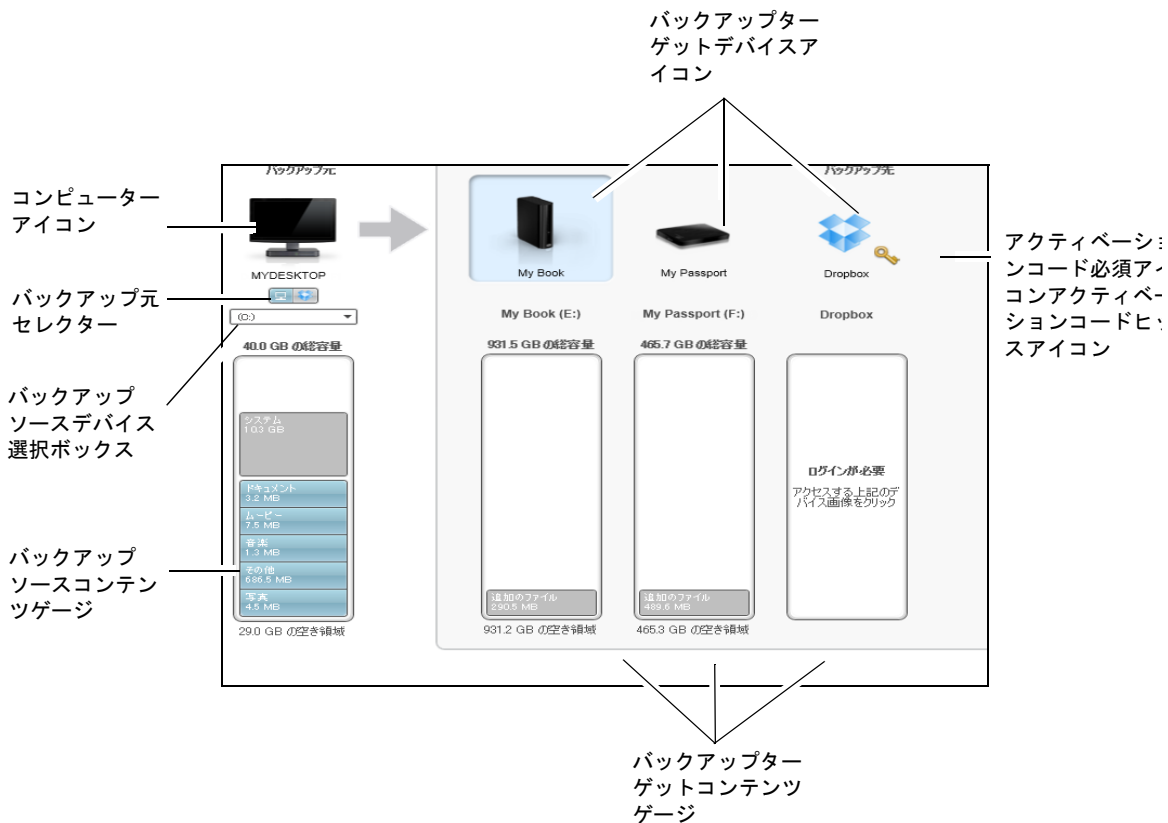 バックアップター
ゲットデバイスア
イコン
コンピューター
アイコン
バックアップ元
セレクター
バックアップ
ソースデバイス
選択ボックス
バックアップ
ソースコンテン
ツゲージ
バックアップ元
MYDESKTOP
(C:)
40.0 GB の総容量
システム
10.3 GB
ドキュメント
3.2 MB
ムービー
7.5 MB
音楽
1.3 MB
その他
686.5 MB
写真
4.5 MB
29.0 GB の空き領域
バックアップ先
My Book
My Passport
Dropbox
My Book (E:)
My Passport (F:)
Dropbox
931.5 GB の総容量
465.7 GB の総容量
ログインが必要
アクセスする上記のデ
バイス画像をクリック
追加のファイル
290.5 MB
追加のファイル
489.6 MB
931.2 GB の空き領域
465.3 GB の空き領域
アクティベーショ
ンコード必須アイ
コンアクティベー
ションコードヒッ
スアイコン
バックアップター
ゲットコンテンツ
ゲージ